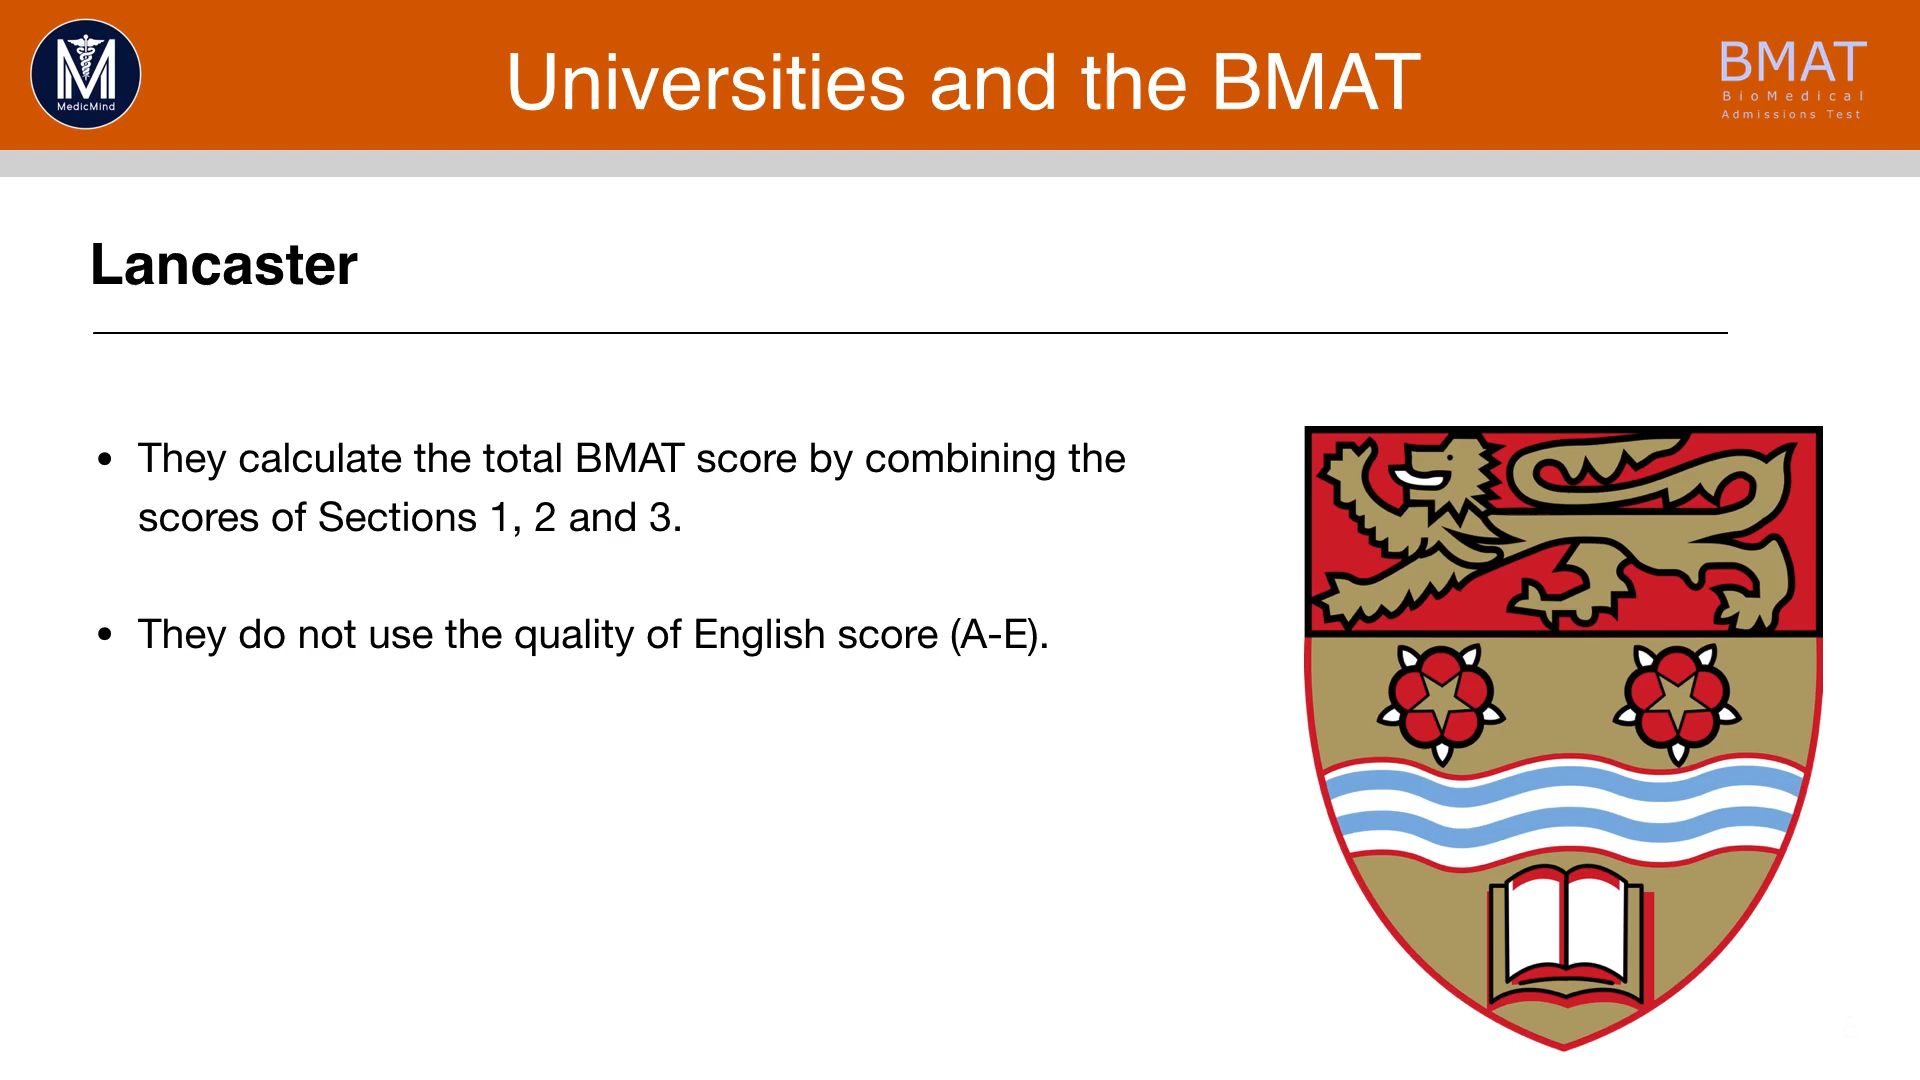 MedicMind
Universities and the BMAT
BMAT
BioMedical
Admissions Test
Lancaster
• They calculate the total BMAT score by combining the
scores of Sections 1, 2 and 3.
• They do not use the quality of English score (A-E).